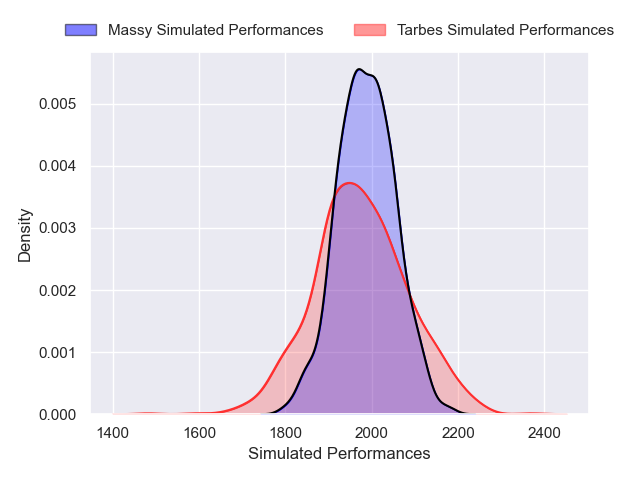 Massy Simulated Performances Tarbes Simulated Performances
0.005
0.004
0.003
0.002
0.001
0.000
Density
1400 1600 1800 2000 2200 2400
Simulated Performances